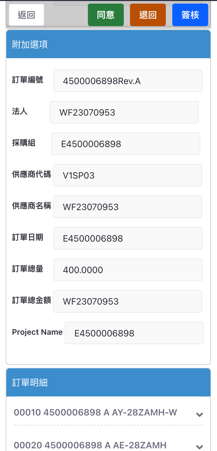 返回 同意 退回 簽核
附加選項
訂單編號 4500006898Rev.A
法人 WF23070953
採購組 E4500006898
供應商代碼 V1SP03
供應商名稱 WF23070953
訂單日期 E4500006898
訂單總量 400.0000
訂單總金額 WF23070953
Project Name E4500006898
訂單明細
00010 4500006898 A AY-28ZAMH-W
00020 4500006898 A AE-28ZAMH